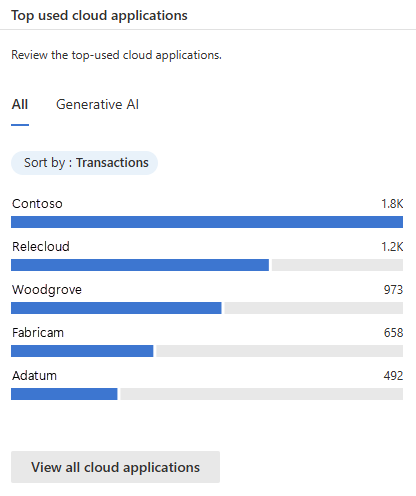 Top used cloud applications
Review the top-used cloud applications.
All Generative AI
Sort by : Transactions
Contoso 1.8K
Relecloud 1.2K
Woodgrove 973
Fabricam 658
Adatum 492
View all cloud applications